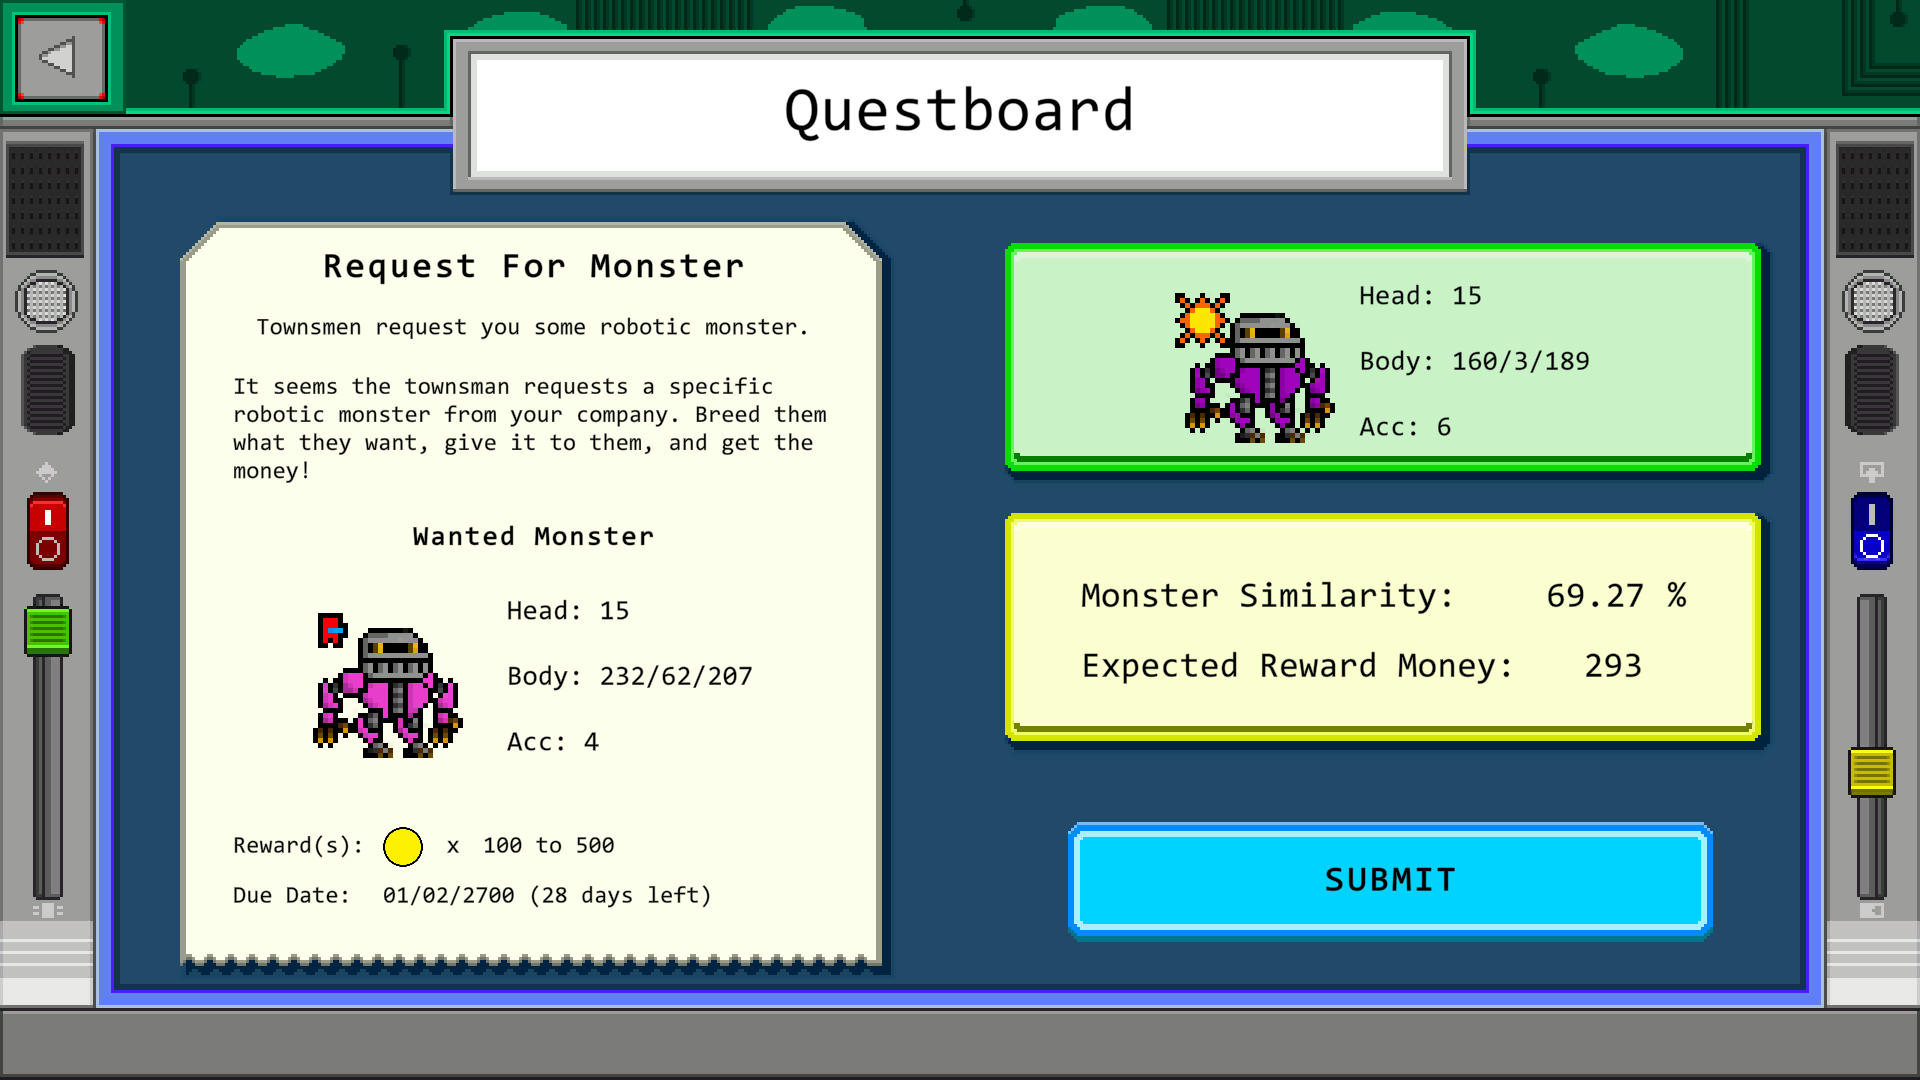 Questboard
Request For Monster
Townsmen request you some robotic monster.
It seems the townsman requests a specific
robotic monster from your company. Breed them
what they want, give it to them, and get the
money!
Wanted Monster
Head: 15
Body: 232/62/207
Acc: 4
Reward(s): x 100 to 500
Due Date: 01/02/2700 (28 days left)
Head: 15
Body: 160/3/189
Acc: 6
Monster Similarity: 69.27 %
Expected Reward Money: 293
SUBMIT